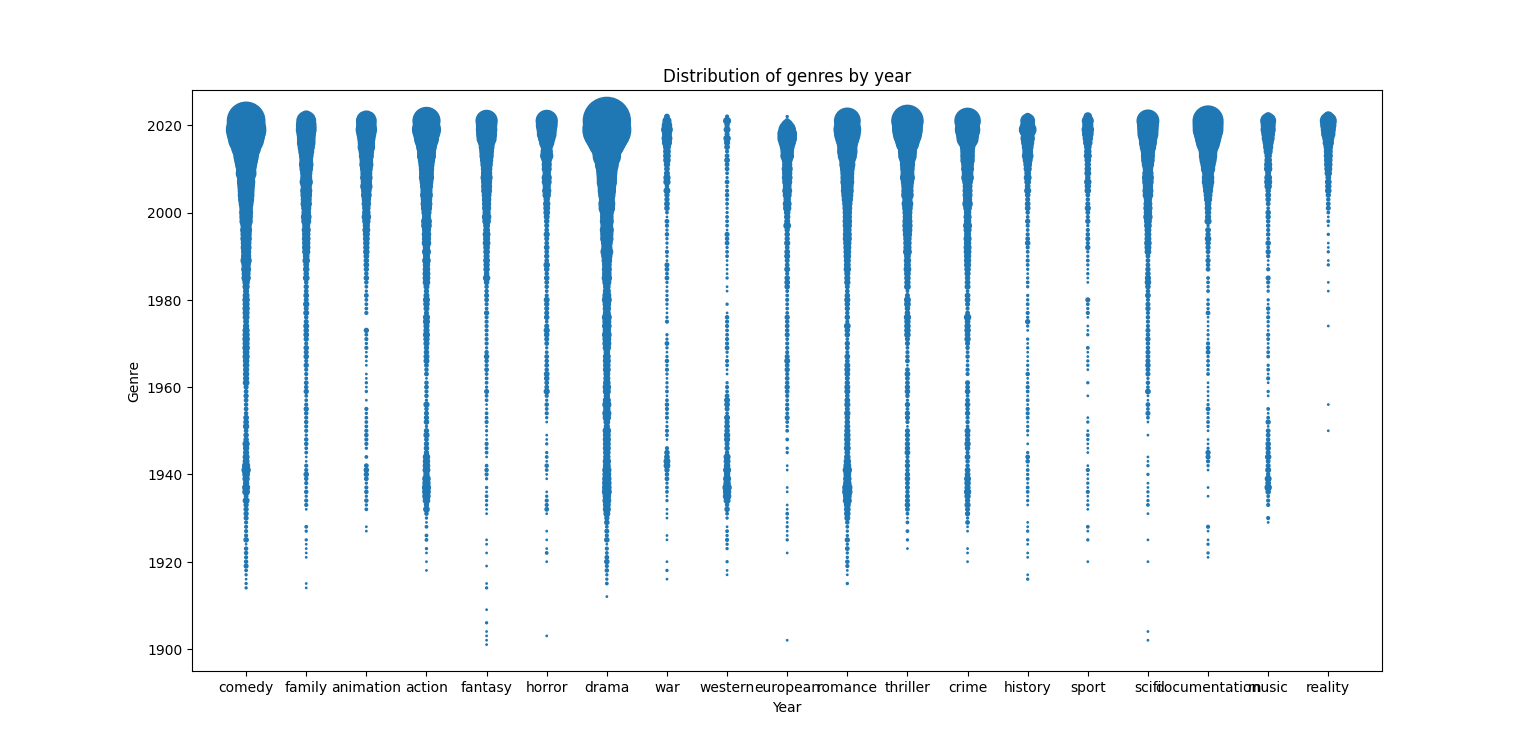 Distribution of genres by year
Genre
2020
2000
1980
1960
1940
1920
1900
comedy family animation action fantasy horror drama war western european romance thriller crime history sport scifi documentation music reality
Year